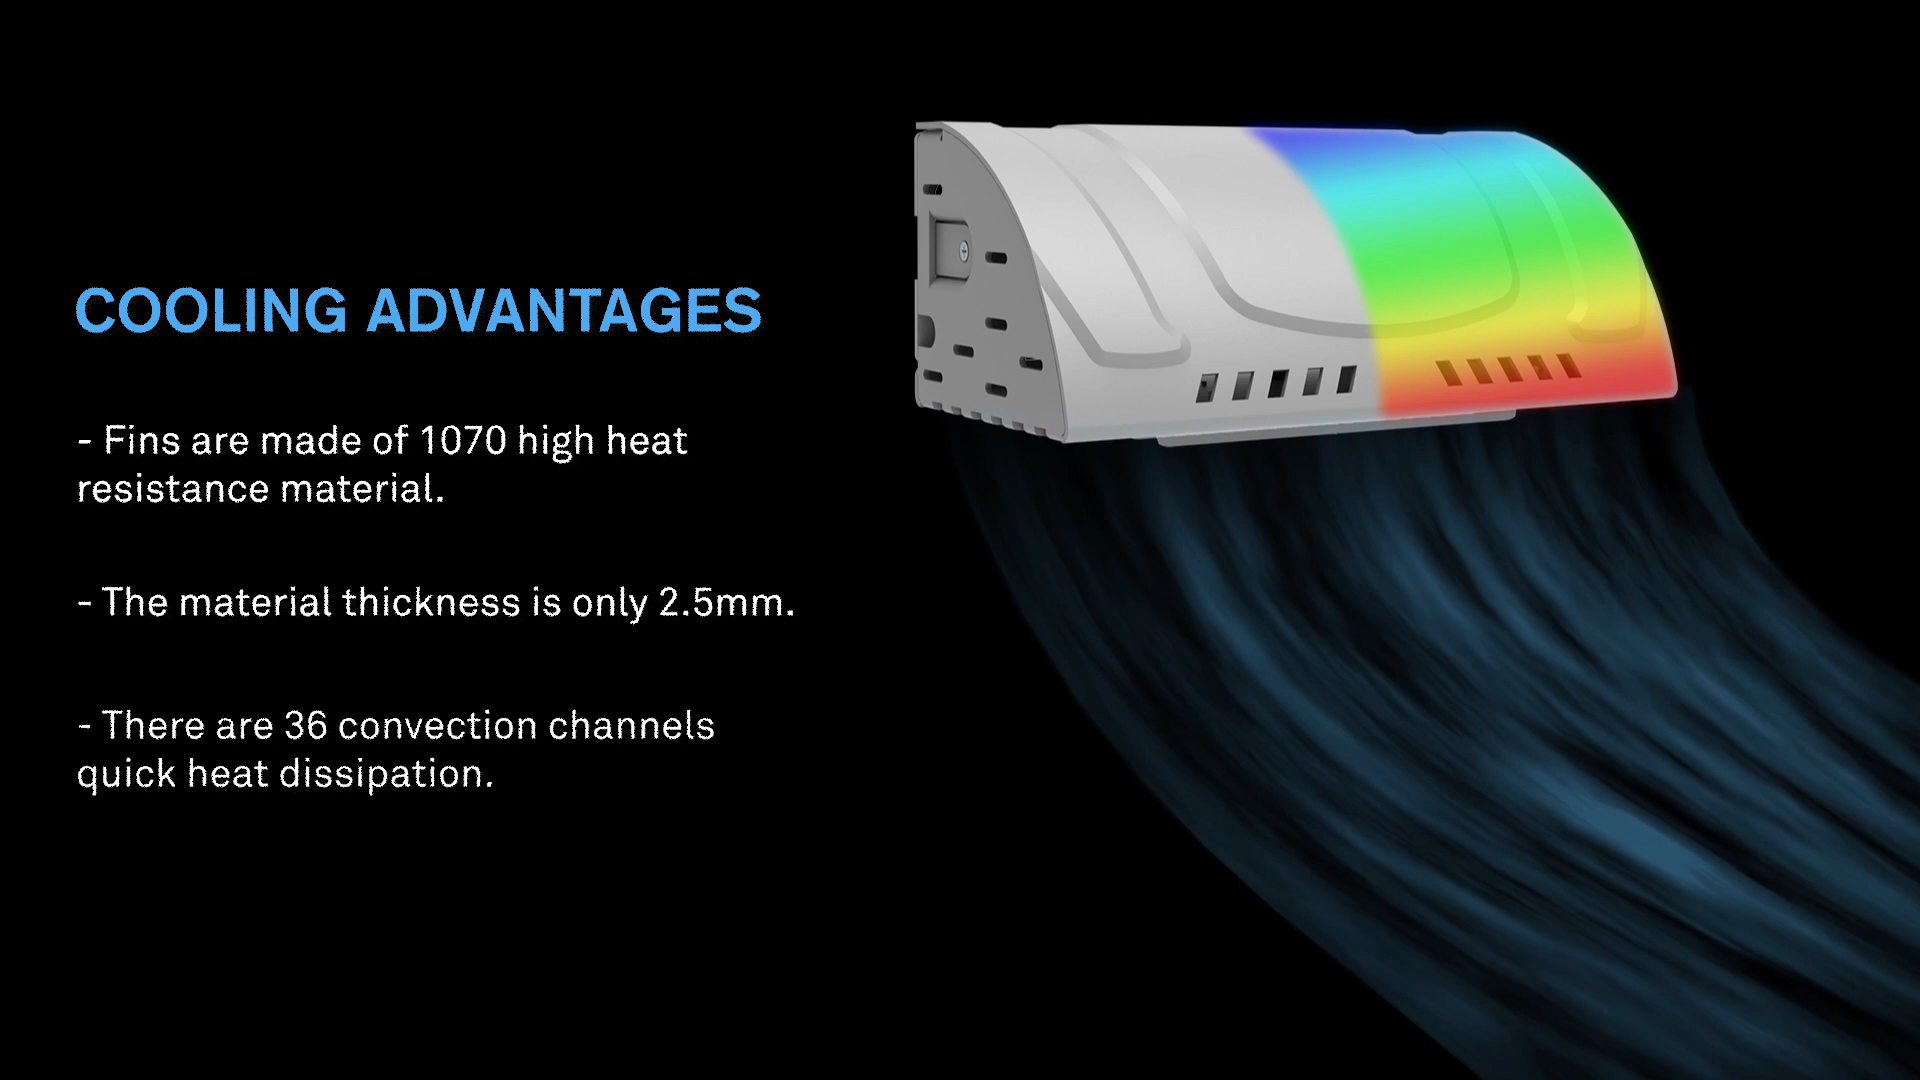 COOLING ADVANTAGES
- Fins are made of 1070 high heat
resistance material.
- The material thickness is only 2.5mm.
- There are 36 convection channels
quick heat dissipation.